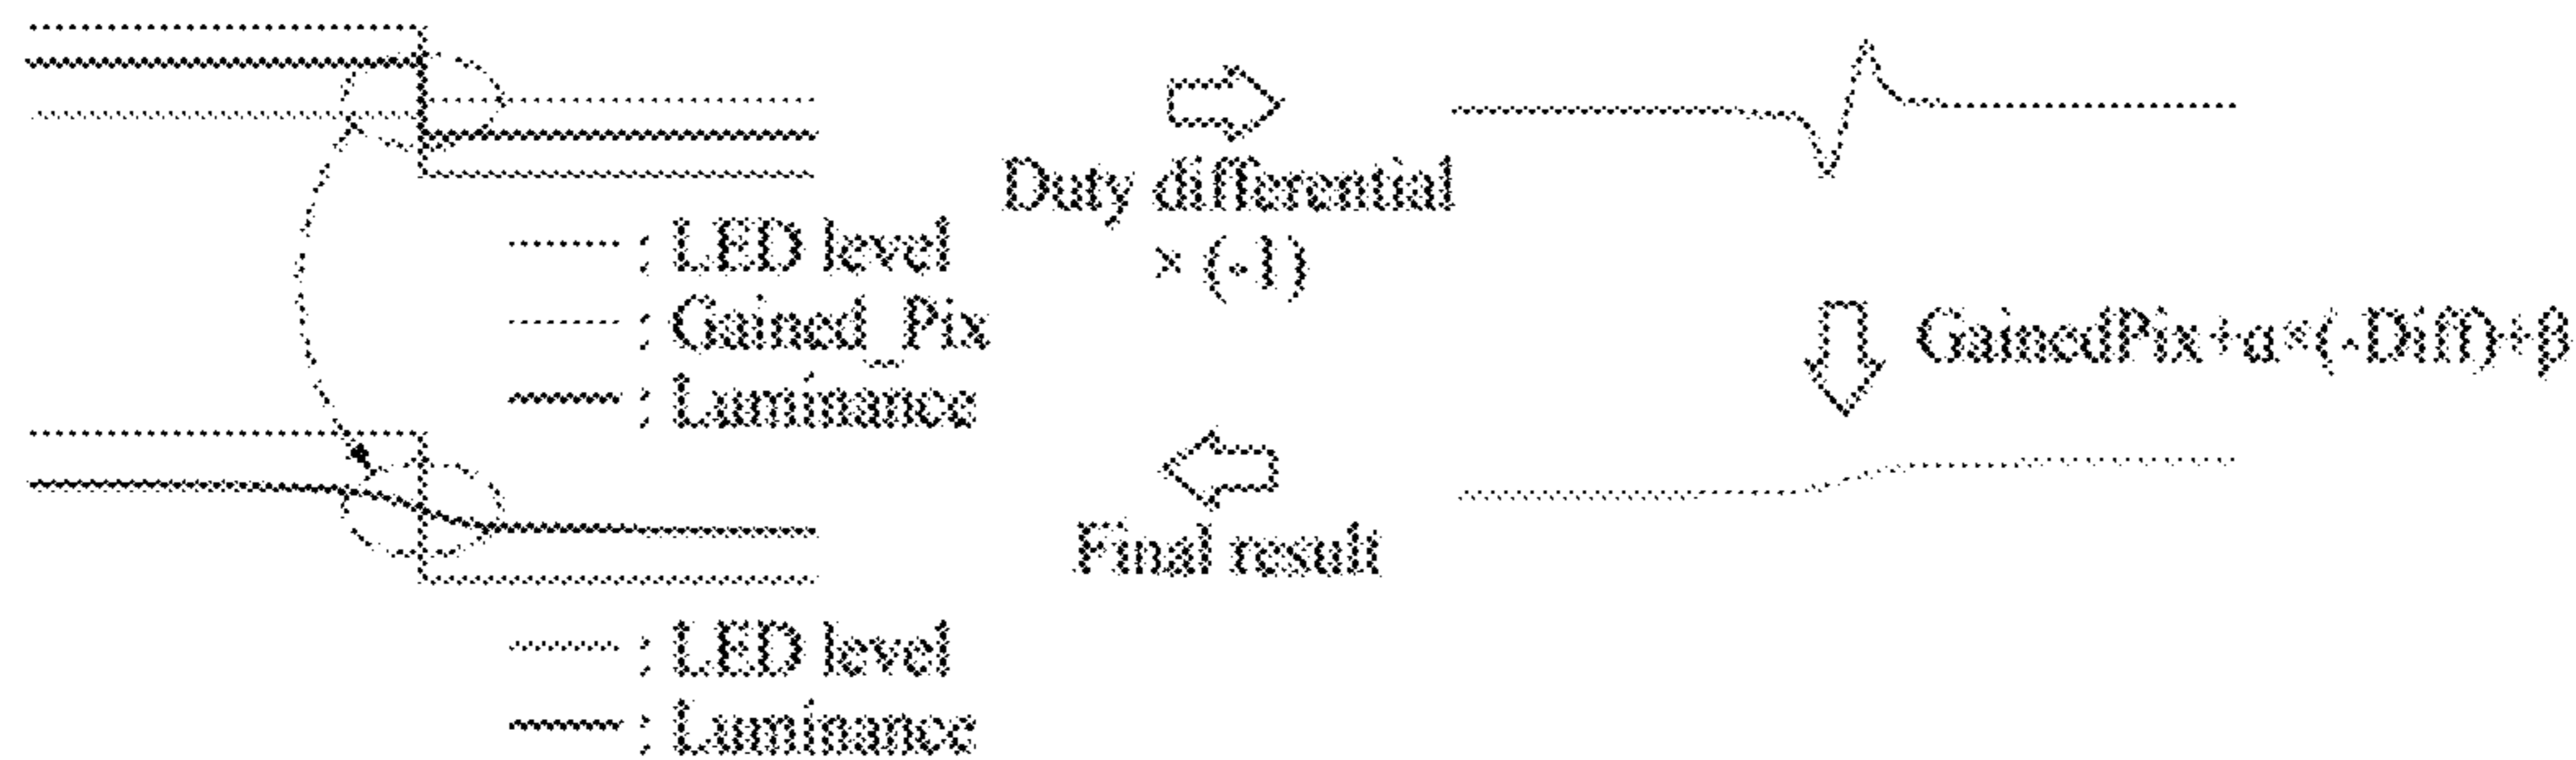 Duty differential
× (-1)
; LED level
; Gained_Pix
; Luminance
GainedPix+α*(-Diff)+β
Final result
; LED level
; Luminance